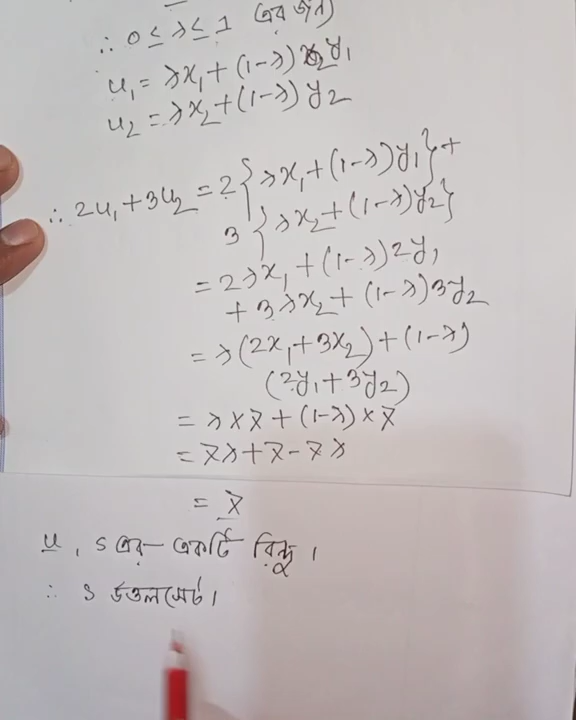 ∴ 0 ≤ λ ≤ 1 এর জন্য
u₁ = λx₁ + (1-λ) y₁
u₂ = λx₂ + (1-λ) y₂
∴ 2u₁ + 3u₂ = 2 {λx₁ + (1-λ)y₁} +
3 {λx₂ + (1-λ)y₂}
= 2λx₁ + (1-λ)2y₁
+ 3λx₂ + (1-λ)3y₂
= λ(2x₁ + 3x₂) + (1-λ)
(2y₁ + 3y₂)
= λ×7 + (1-λ)×7
= 7λ + 7 - 7λ
= 7
u, S এর একটি বিন্দু।
∴ S উত্তলসেট।